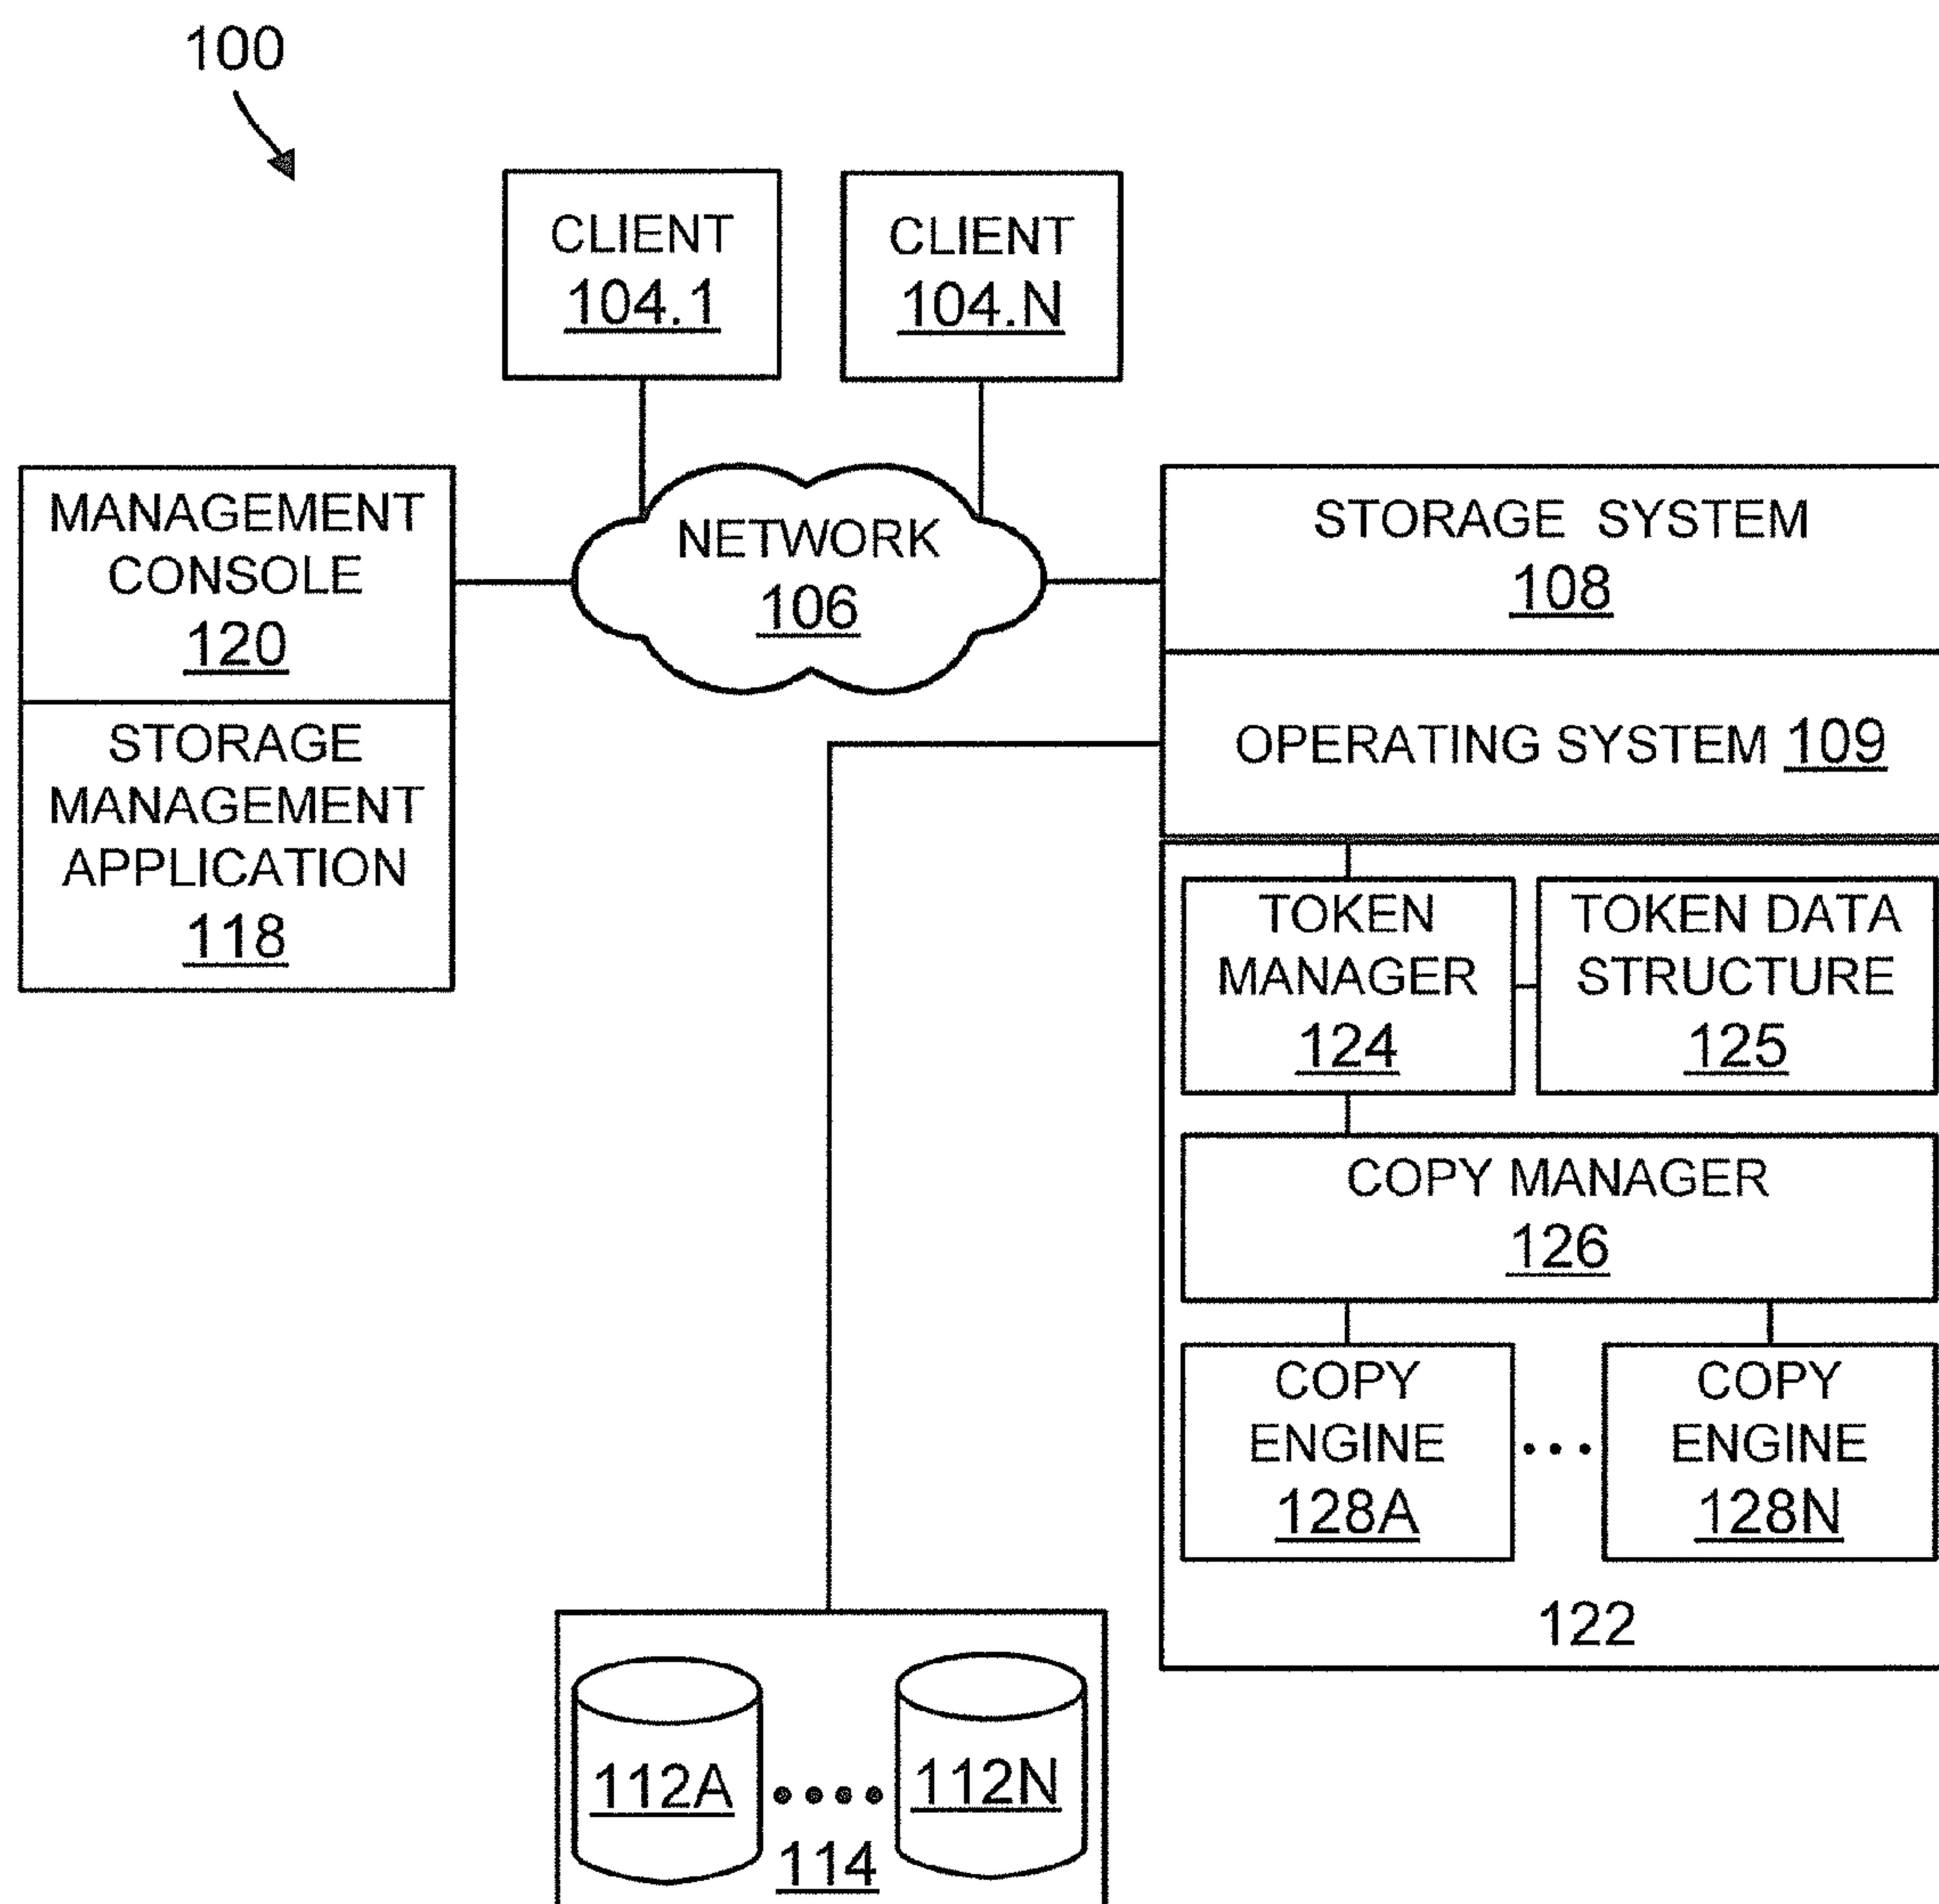 100
CLIENT
104.1
CLIENT
104.N
MANAGEMENT
CONSOLE
120
STORAGE
MANAGEMENT
APPLICATION
118
NETWORK
106
STORAGE SYSTEM
108
OPERATING SYSTEM 109
TOKEN
MANAGER
124
TOKEN DATA
STRUCTURE
125
COPY MANAGER
126
COPY
ENGINE
128A
...
COPY
ENGINE
128N
122
112A
....
112N
114